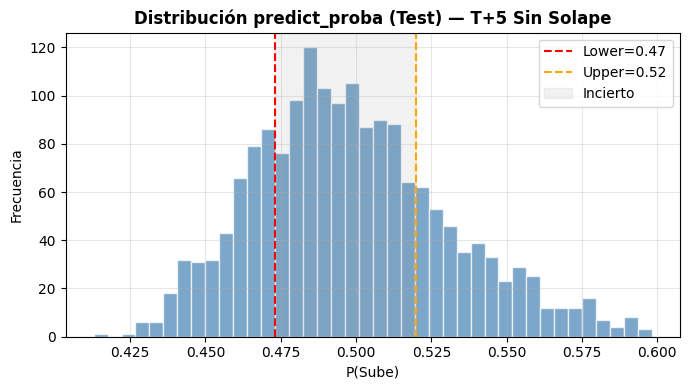 Distribución predict_proba (Test) — T+5 Sin Solape
Lower=0.47
Upper=0.52
Incierto
Frecuencia
120
100
80
60
40
20
0
0.425
0.450
0.475
0.500
0.525
0.550
0.575
0.600
P(Sube)